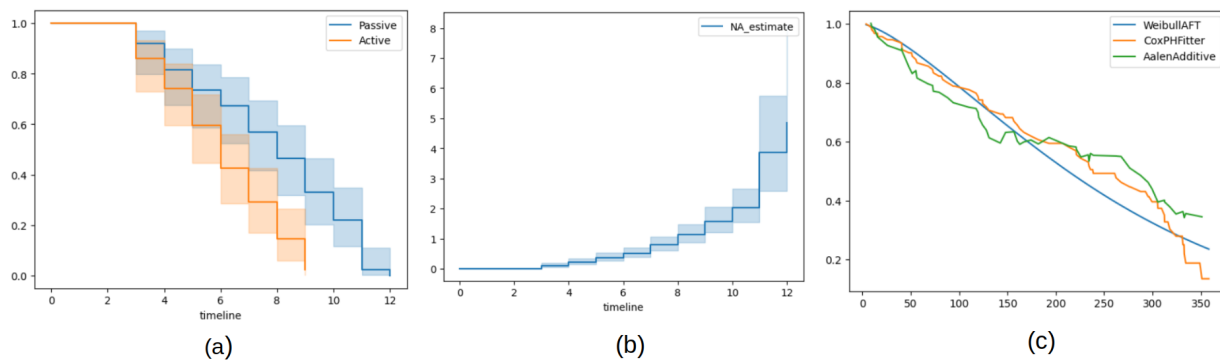 1.0
0.8
0.6
0.4
0.2
0.0
0 2 4 6 8 10 12
timeline
Passive
Active
(a)
8
7
6
5
4
3
2
1
0
0 2 4 6 8 10 12
timeline
NA_estimate
(b)
1.0
0.8
0.6
0.4
0.2
0 50 100 150 200 250 300 350
WeibullAFT
CoxPHFitter
AalenAdditive
(c)